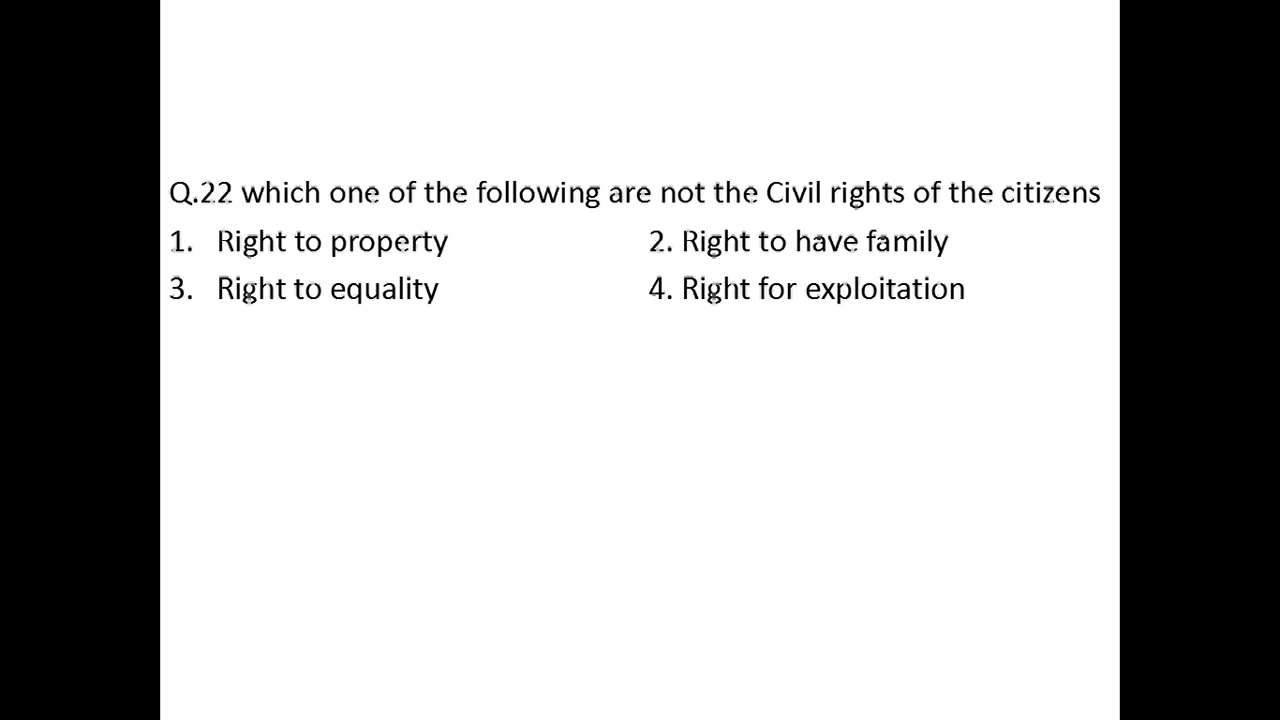 Q.22 which one of the following are not the Civil rights of the citizens
1. Right to property 2. Right to have family
3. Right to equality 4. Right for exploitation